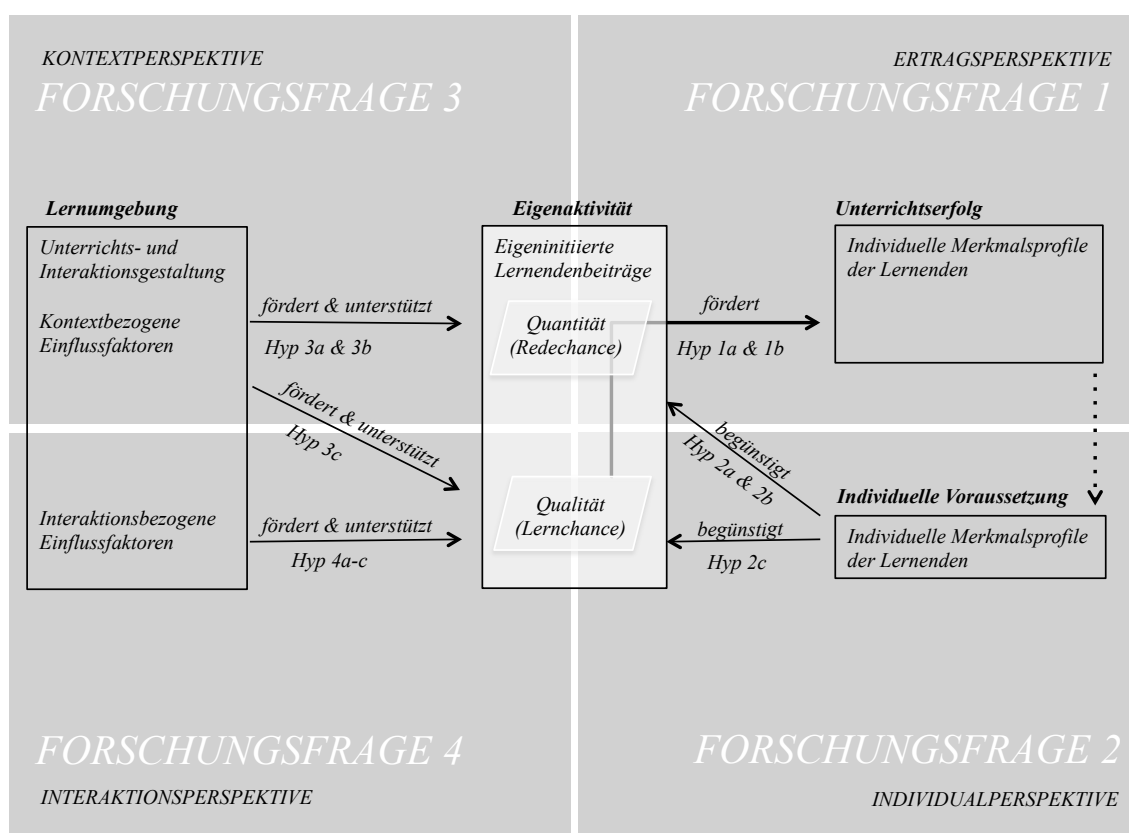 KONTEXTPERSPEKTIVE
FORSCHUNGSFRAGE 3
ERTRAGSPERSPEKTIVE
FORSCHUNGSFRAGE 1
Lernumgebung
Unterrichts- und
Interaktionsgestaltung
Kontextbezogene
Einflussfaktoren
Interaktionsbezogene
Einflussfaktoren
fördert & unterstützt
Hyp 3a & 3b
fördert & unterstützt
Hyp 3c
fördert & unterstützt
Hyp 4a-c
Eigenaktivität
Eigeninitiierte
Lernendenbeiträge
Quantität
(Redechance)
Qualität
(Lernchance)
fördert
Hyp 1a & 1b
begünstigt
Hyp 2a & 2b
begünstigt
Hyp 2c
Unterrichtserfolg
Individuelle Merkmalsprofile
der Lernenden
Individuelle Voraussetzung
Individuelle Merkmalsprofile
der Lernenden
FORSCHUNGSFRAGE 4
INTERAKTIONSPERSPEKTIVE
FORSCHUNGSFRAGE 2
INDIVIDUALPERSPEKTIVE